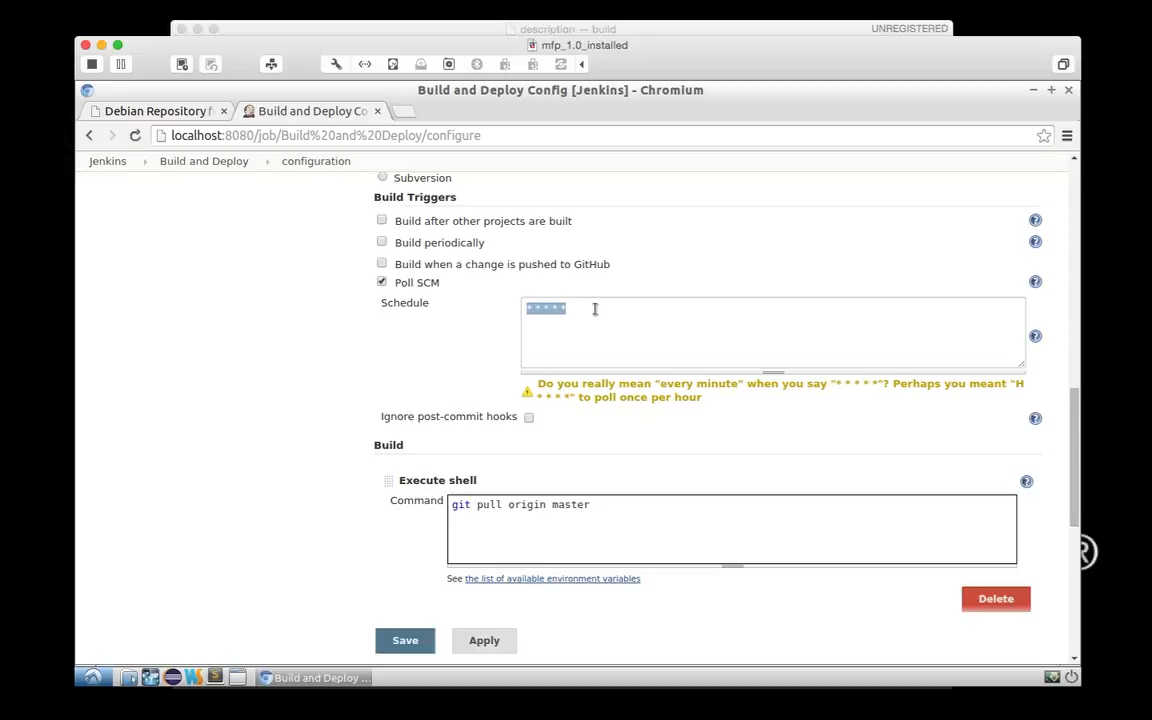 description — build
UNREGISTERED
mfp_1.0_installed
Build and Deploy Config [Jenkins] - Chromium
Debian Repository f
Build and Deploy Co
localhost:8080/job/Build%20and%20Deploy/configure
Jenkins
Build and Deploy
configuration
Subversion
Build Triggers
Build after other projects are built
Build periodically
Build when a change is pushed to GitHub
Poll SCM
Schedule
* * * * *
Do you really mean "every minute" when you say "* * * * *"? Perhaps you meant "H
* * * *" to poll once per hour
Ignore post-commit hooks
Build
Execute shell
Command
git pull origin master
See the list of available environment variables
Delete
Save
Apply
Build and Deploy ...
®